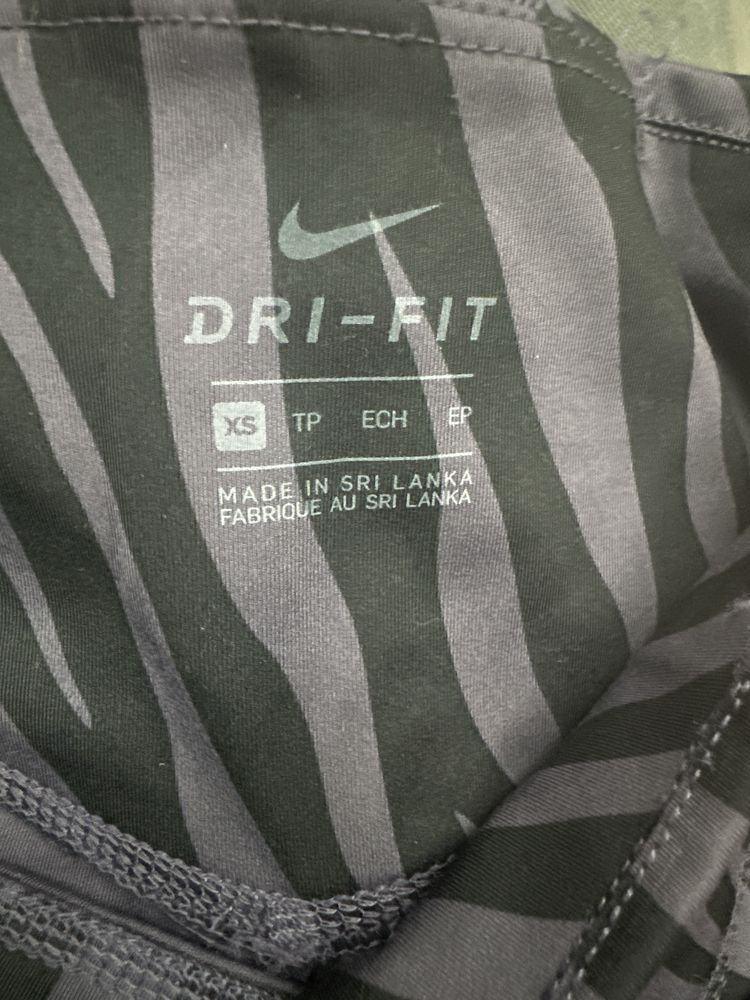 DRI-FIT
XS TP ECH EP
MADE IN SRI LANKA
FABRIQUE AU SRI LANKA